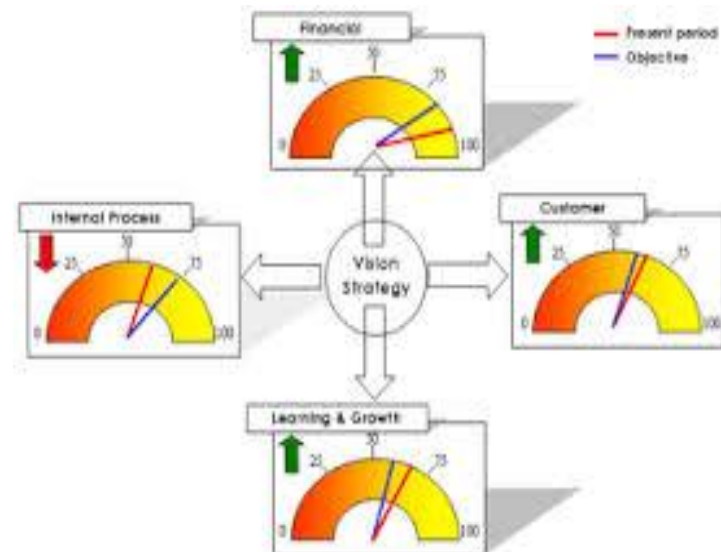 Financial
50
25
75
0
100
Present period
Objective
Internal Process
50
25
75
0
100
Vision
Strategy
Customer
50
25
75
0
100
Learning & Growth
50
25
75
0
100